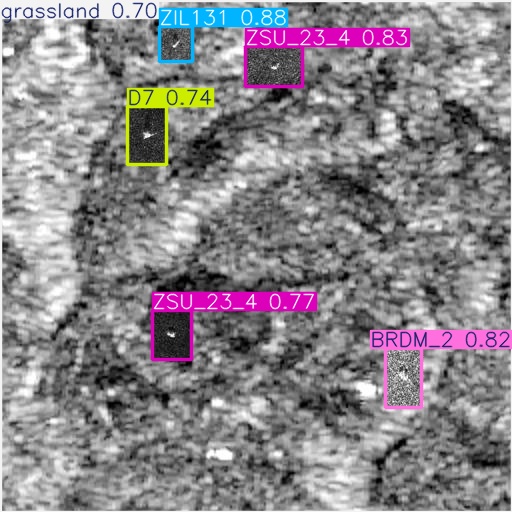 grassland 0.70
ZIL131 0.88
ZSU_23_4 0.83
D7 0.74
ZSU_23_4 0.77
BRDM_2 0.82